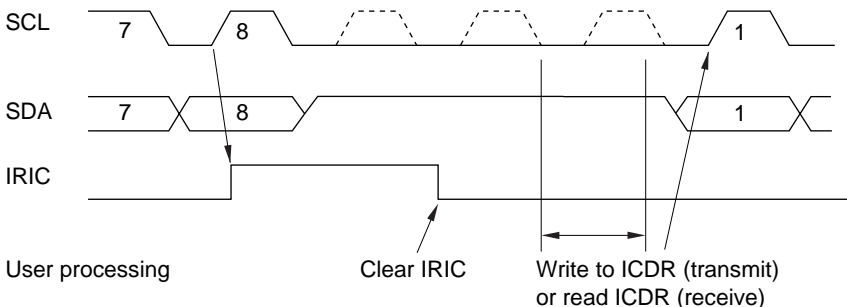 SCL 7 8 1
SDA 7 8 1
IRIC
User processing Clear IRIC Write to ICDR (transmit)
or read ICDR (receive)